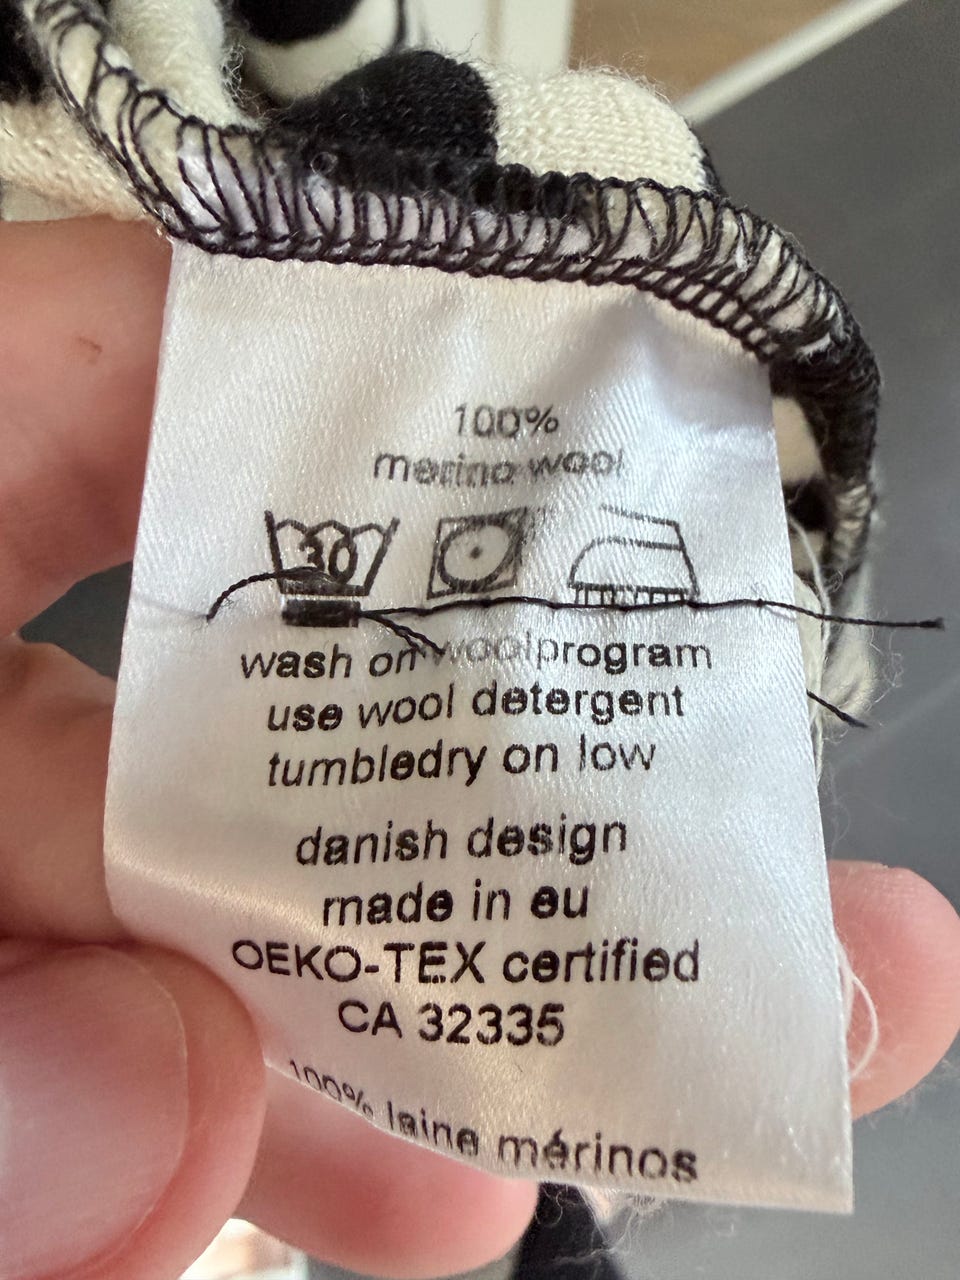 100%
merino wool
30
wash on woolprogram
use wool detergent
tumbledry on low
danish design
made in eu
OEKO-TEX certified
CA 32335
100% laine mérinos